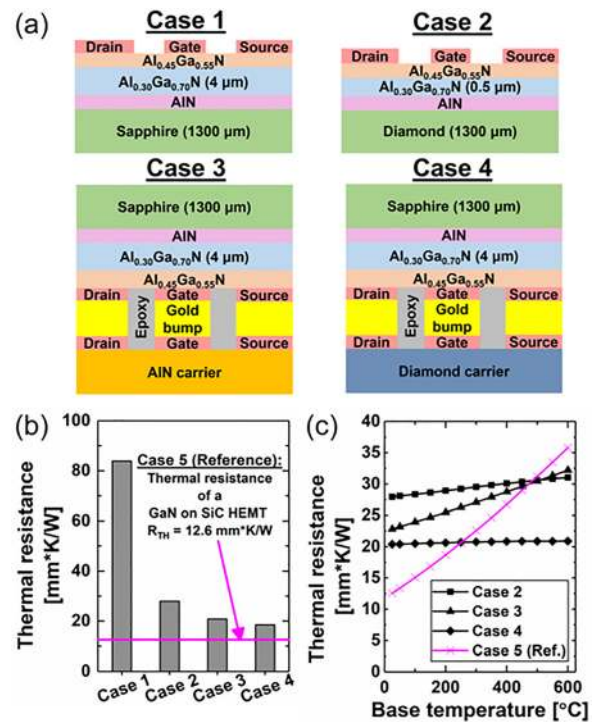 (a)
Case 1
Drain Gate Source
Al0.45Ga0.55N
Al0.30Ga0.70N (4 µm)
AlN
Sapphire (1300 µm)
Case 2
Drain Gate Source
Al0.45Ga0.55N
Al0.30Ga0.70N (0.5 µm)
AlN
Diamond (1300 µm)
Case 3
Sapphire (1300 µm)
AlN
Al0.30Ga0.70N (4 µm)
Al0.45Ga0.55N
Drain Gate Source
Epoxy
Gold
bump
Drain Gate Source
AlN carrier
Case 4
Sapphire (1300 µm)
AlN
Al0.30Ga0.70N (4 µm)
Al0.45Ga0.55N
Drain Gate Source
Epoxy
Gold
bump
Drain Gate Source
Diamond carrier
(b)
Thermal resistance
[mm*K/W]
100
80
60
40
20
0
Case 5 (Reference):
Thermal resistance
of a
GaN on SiC HEMT
RTH = 12.6 mm*K/W
Case 1 Case 2 Case 3 Case 4
(c)
Thermal resistance
[mm*K/W]
40
35
30
25
20
15
10
5
0
Case 2
Case 3
Case 4
Case 5 (Ref.)
0 200 400 600
Base temperature [°C]